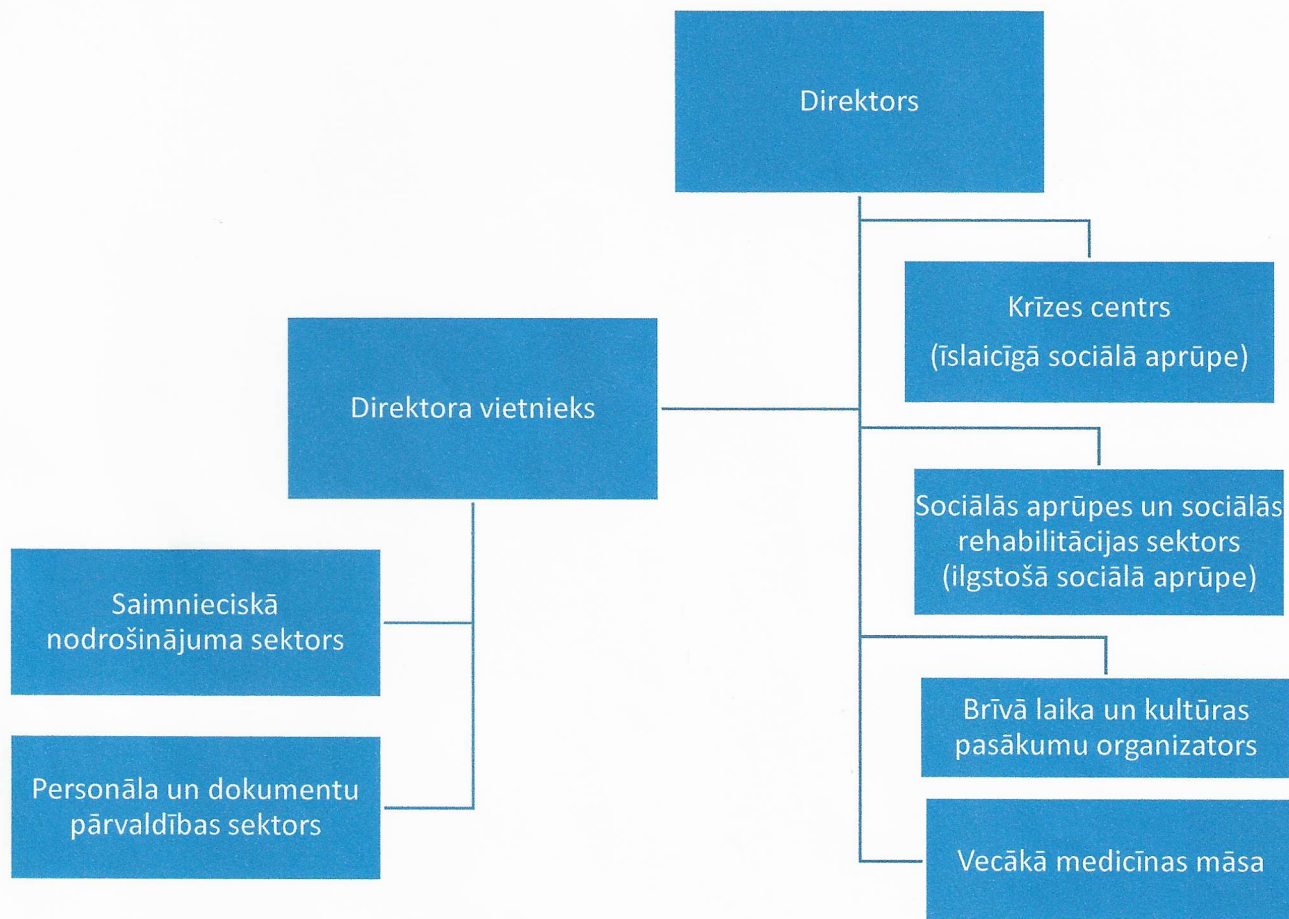 Direktors
Krīzes centrs
(īslaicīgā sociālā aprūpe)
Direktora vietnieks
Sociālās aprūpes un sociālās
rehabilitācijas sektors
(ilgstošā sociālā aprūpe)
Saimnieciskā
nodrošinājuma sektors
Brīvā laika un kultūras
pasākumu organizators
Personāla un dokumentu
pārvaldības sektors
Vecākā medicīnas māsa